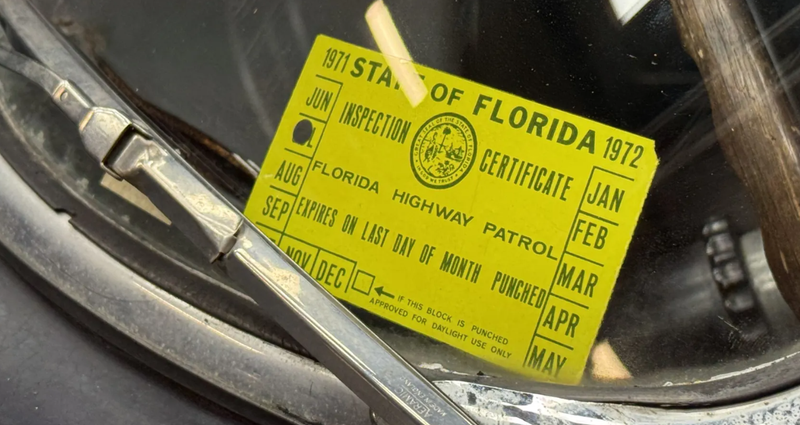 1971 STATE OF FLORIDA 1972
JUN
AUG
SEP
NOV DEC
INSPECTION CERTIFICATE
FLORIDA HIGHWAY PATROL
EXPIRES ON LAST DAY OF MONTH PUNCHED
IF THIS BLOCK IS PUNCHED
APPROVED FOR DAYLIGHT USE ONLY
JAN
FEB
MAR
APR
MAY